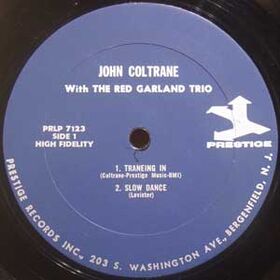 JOHN COLTRANE
With THE RED GARLAND TRIO
PRLP 7123
SIDE 1
HIGH FIDELITY
PRESTIGE
1. TRANEING IN
(Coltrane-Prestige Music-BMI)
2. SLOW DANCE
(Levister)
PRESTIGE RECORDS INC., 203 S. WASHINGTON AVE., BERGENFIELD, N. J.